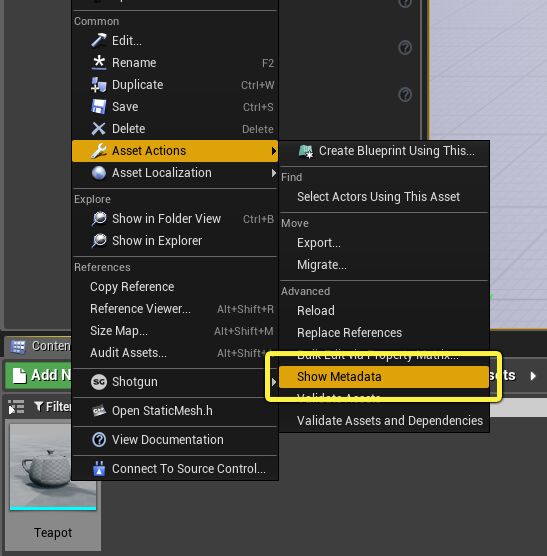 Common
Edit...
Rename F2
Duplicate Ctrl+W
Save Ctrl+S
Delete Delete
Asset Actions
Asset Localization
Explore
Show in Folder View Ctrl+B
Show in Explorer
References
Copy Reference
Reference Viewer... Alt+Shift+R
Size Map... Alt+Shift+M
Audit Assets...
Shotgun
SG
Open StaticMesh.h
View Documentation
Connect To Source Control...
Create Blueprint Using This...
Find
Select Actors Using This Asset
Move
Export...
Migrate...
Advanced
Reload
Replace References
Bulk Edit via Property Matrix...
Show Metadata
Validate Assets
Validate Assets and Dependencies
Conten
Add N
Filter
Teapot